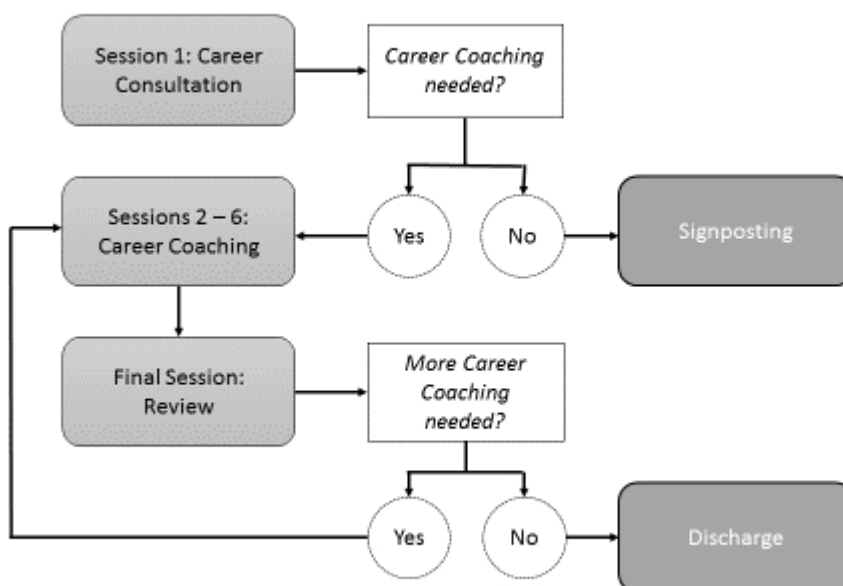 Session 1: Career
Consultation
Career Coaching
needed?
Sessions 2 – 6:
Career Coaching
Yes
No
Signposting
Final Session:
Review
More Career
Coaching
needed?
Yes
No
Discharge